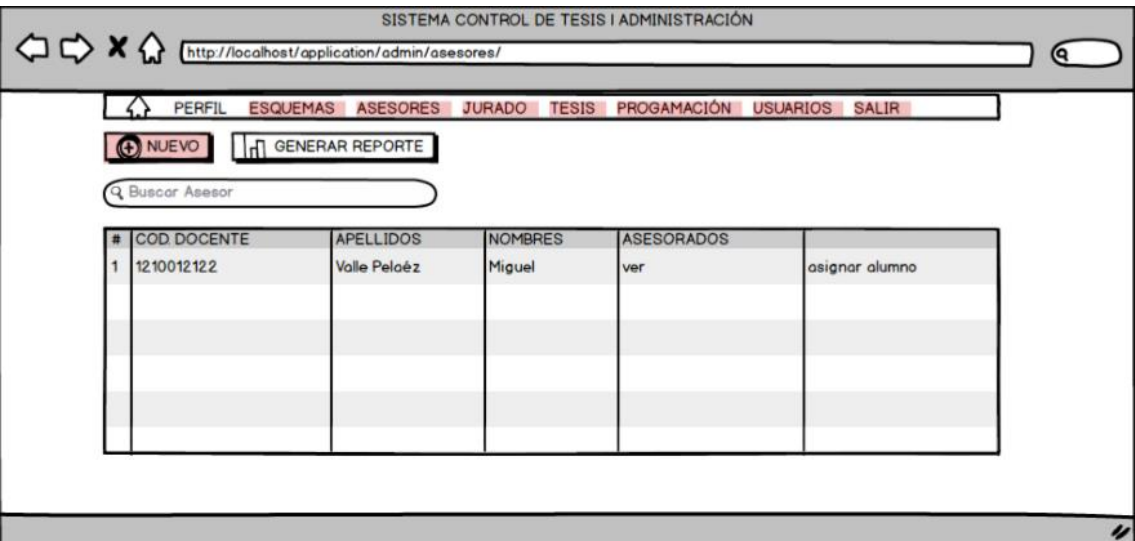 SISTEMA CONTROL DE TESIS | ADMINISTRACIÓN
http://localhost/application/admin/asesores/
PERFIL ESQUEMAS ASESORES JURADO TESIS PROGAMACIÓN USUARIOS SALIR
NUEVO GENERAR REPORTE
Buscar Asesor
# COD. DOCENTE APELLIDOS NOMBRES ASESORADOS
1 1210012122 Valle Pelaéz Miguel ver asignar alumno